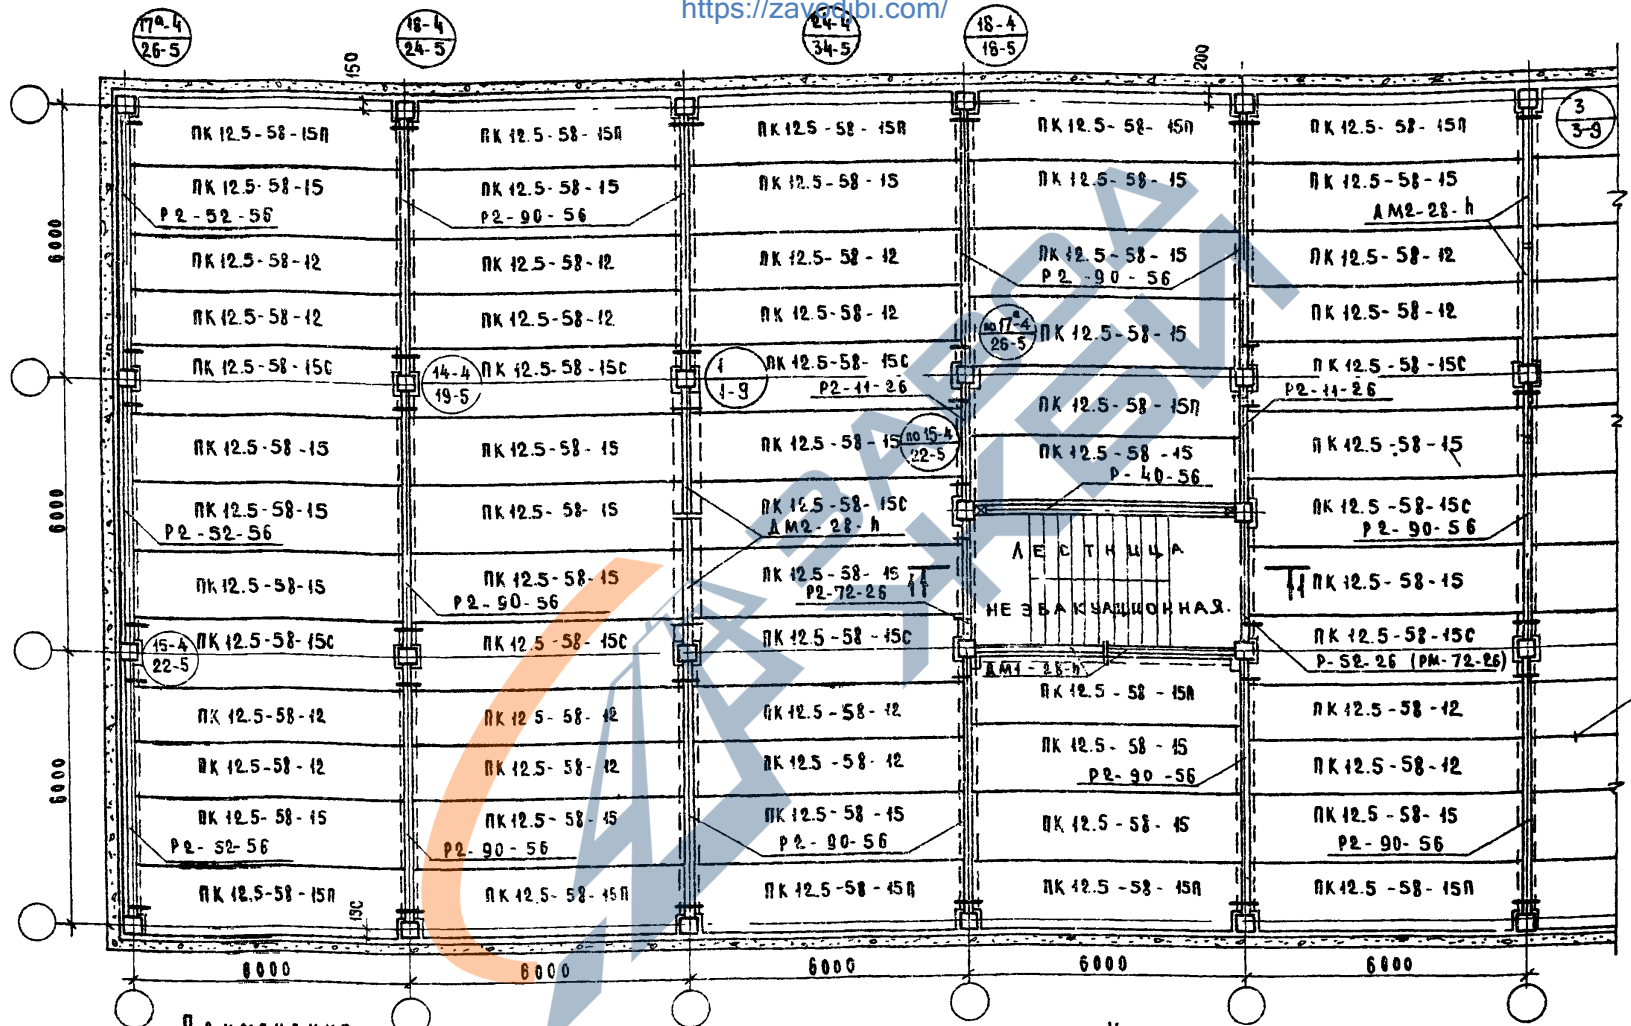 https://zavodjbi.com/
17ª-4
26-5
18-4
24-5
24-4
34-5
18-4
18-5
150
200
3
3-9
ПК 12.5-58-15П
ПК 12.5-58-15П
ПК 12.5-58-15П
ПК 12.5-58-15П
ПК 12.5-58-15П
ПК 12.5-58-15
ПК 12.5-58-15
ПК 12.5-58-15
ПК 12.5-58-15
ПК 12.5-58-15
Р2-52-56
Р2-90-56
ДМ2-28-h
6000
ПК 12.5-58-12
ПК 12.5-58-12
ПК 12.5-58-12
ПК 12.5-58-15
ПК 12.5-58-12
Р2-90-56
ПК 12.5-58-12
ПК 12.5-58-12
ПК 12.5-58-12
по 17ª-4
26-5
ПК 12.5-58-15
ПК 12.5-58-12
ПК 12.5-58-15С
14-4
19-5
ПК 12.5-58-15С
1
1-9
ПК 12.5-58-15С
Р2-11-26
ПК 12.5-58-15П
ПК 12.5-58-15С
Р2-11-26
ПК 12.5-58-15
ПК 12.5-58-15
ПК 12.5-58-15
по 15-4
22-5
ПК 12.5-58-15
Р-40-56
ПК 12.5-58-15
6000
ПК 12.5-58-15
ПК 12.5-58-15
ПК 12.5-58-15С
ПК 12.5-58-15С
Р2-52-56
ДМ2-28-h
Р2-90-56
ЛЕСТНИЦА
НЕЭВАКУАЦИОННАЯ.
ПК 12.5-58-15
ПК 12.5-58-15
Р2-90-56
ПК 12.5-58-15
Р2-72-26
ПК 12.5-58-15
15-4
22-5
ПК 12.5-58-15С
ПК 12.5-58-15С
ПК 12.5-58-15С
ДМ1-28-h
ПК 12.5-58-15С
Р-52-26 (РМ-72-26)
ПК 12.5-58-12
ПК 12.5-58-12
ПК 12.5-58-12
ПК 12.5-58-15П
ПК 12.5-58-12
6000
ПК 12.5-58-12
ПК 12.5-58-12
ПК 12.5-58-12
ПК 12.5-58-15
Р2-90-56
ПК 12.5-58-12
ПК 12.5-58-15
ПК 12.5-58-15
ПК 12.5-58-15
ПК 12.5-58-15
ПК 12.5-58-15
Р2-52-56
Р2-90-56
Р2-90-56
Р2-90-56
ПК 12.5-58-15П
ПК 12.5-58-15П
ПК 12.5-58-15П
ПК 12.5-58-15П
ПК 12.5-58-15П
150
6000
6000
6000
6000
6000
ЗАВОД
ЖБИ